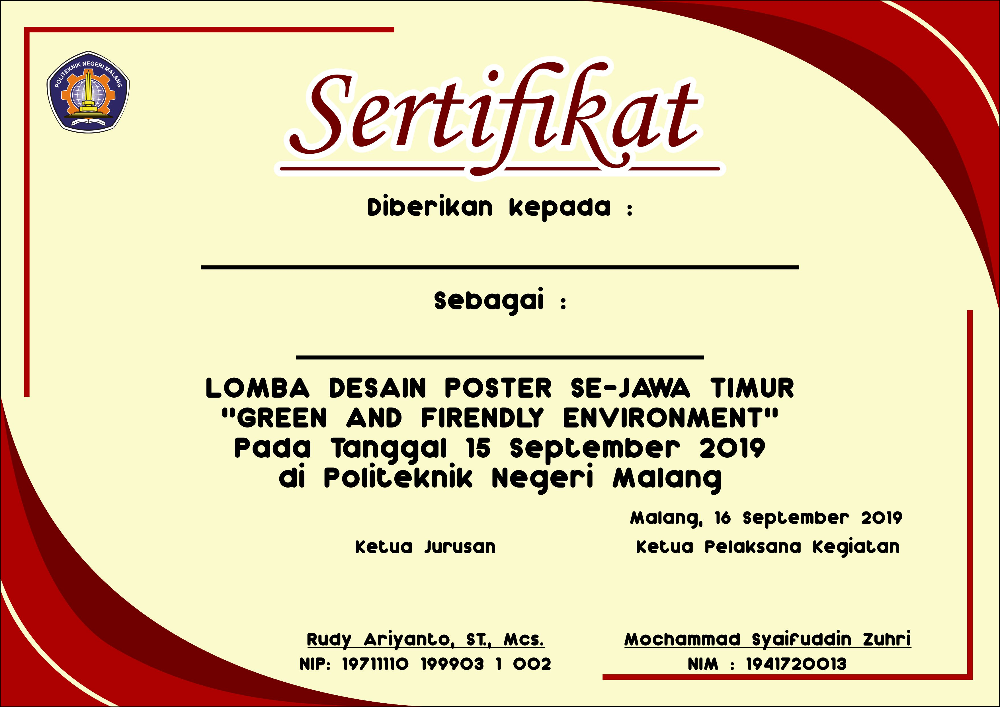 POLITEKNIK NEGERI MALANG
Sertifikat
Diberikan kepada :
Sebagai :
LOMBA DESAIN POSTER SE-JAWA TIMUR
"GREEN AND FIRENDLY ENVIRONMENT"
Pada Tanggal 15 September 2019
di Politeknik Negeri Malang
Malang, 16 September 2019
Ketua Jurusan
Ketua Pelaksana Kegiatan
Rudy Ariyanto, ST., Mcs.
NIP: 19711110 199903 1 002
Mochammad Syaifuddin Zuhri
NIM : 1941720013